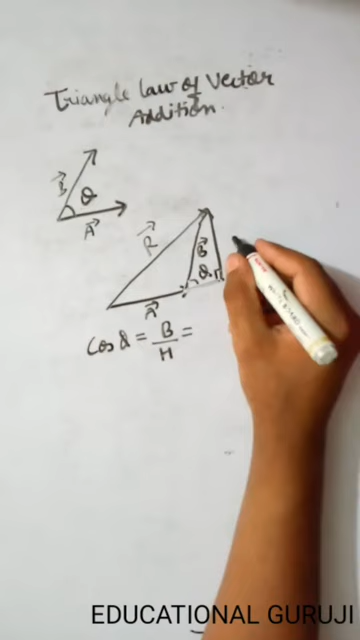 Triangle law of Vector
Addition.
B
θ
A
R
B
θ
A
Cos θ = B/H =
EDUCATIONAL GURUJI